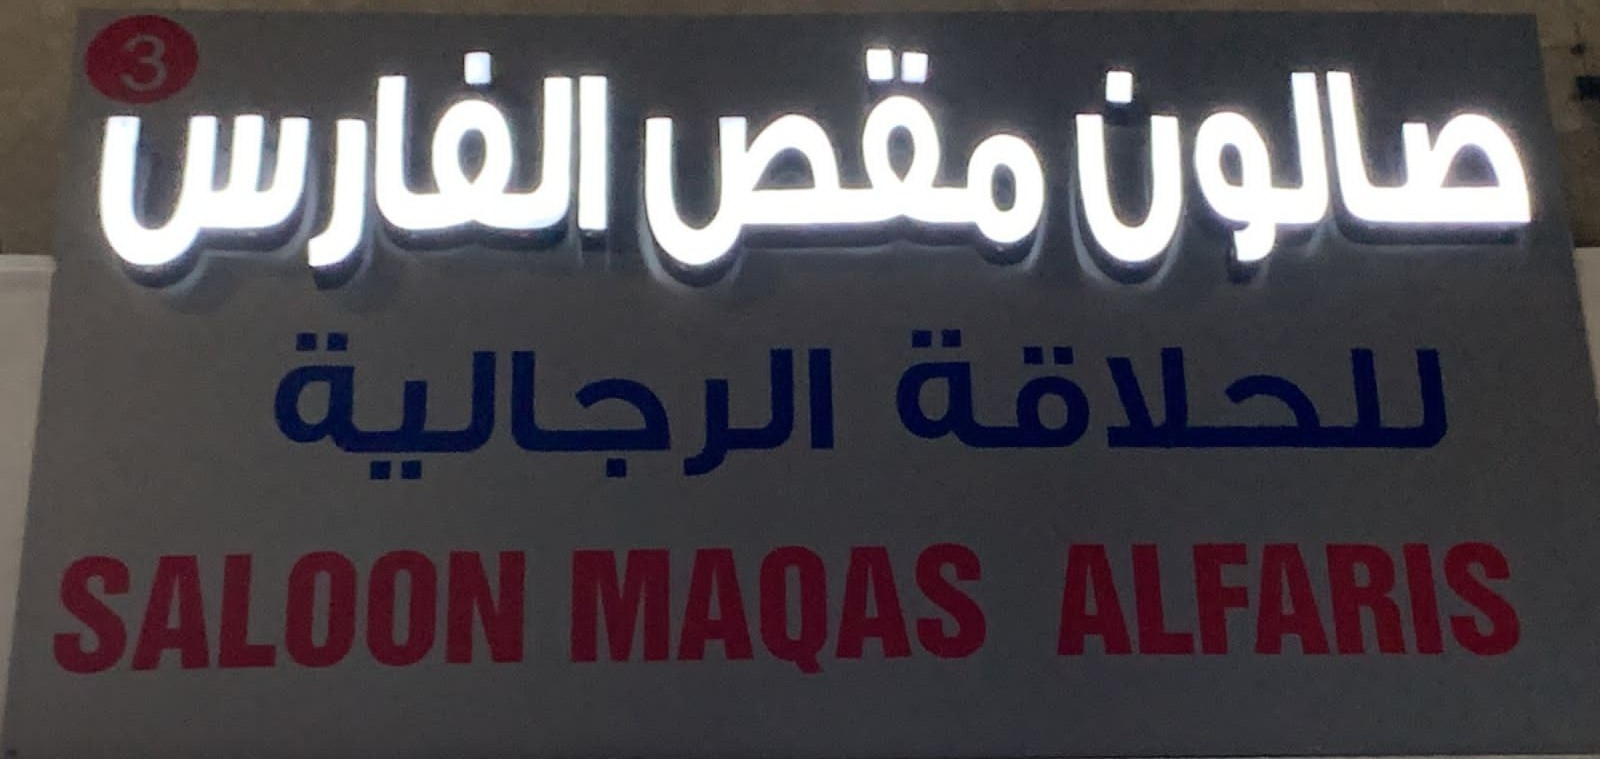 3
صالون مقص الفارس
للحلاقة الرجالية
SALOON MAQAS ALFARIS